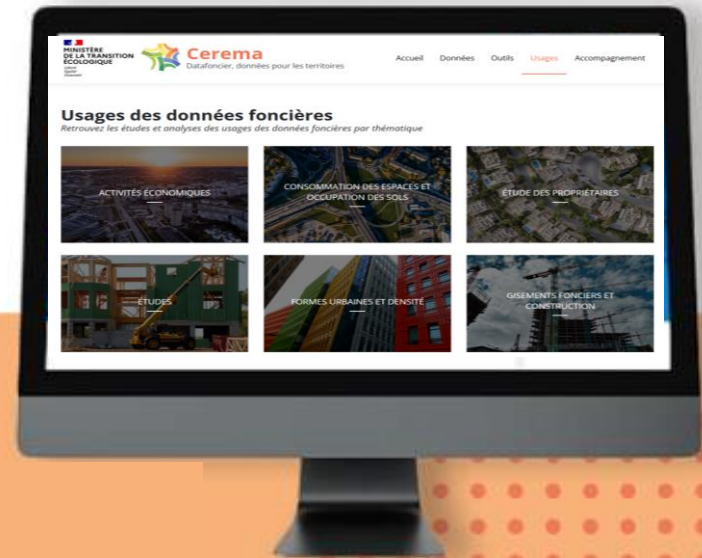 MINISTÈRE
DE LA TRANSITION
ÉCOLOGIQUE
Cerema
Datafoncier, données pour les territoires
Accueil Données Outils Usages Accompagnement
Usages des données foncières
Retrouvez les études et analyses des usages des données foncières par thématique
ACTIVITÉS ÉCONOMIQUES
CONSOMMATION DES ESPACES ET
OCCUPATION DES SOLS
ÉTUDE DES PROPRIÉTAIRES
ÉTUDES
FORMES URBAINES ET DENSITÉ
GISEMENTS FONCIERS ET
CONSTRUCTION